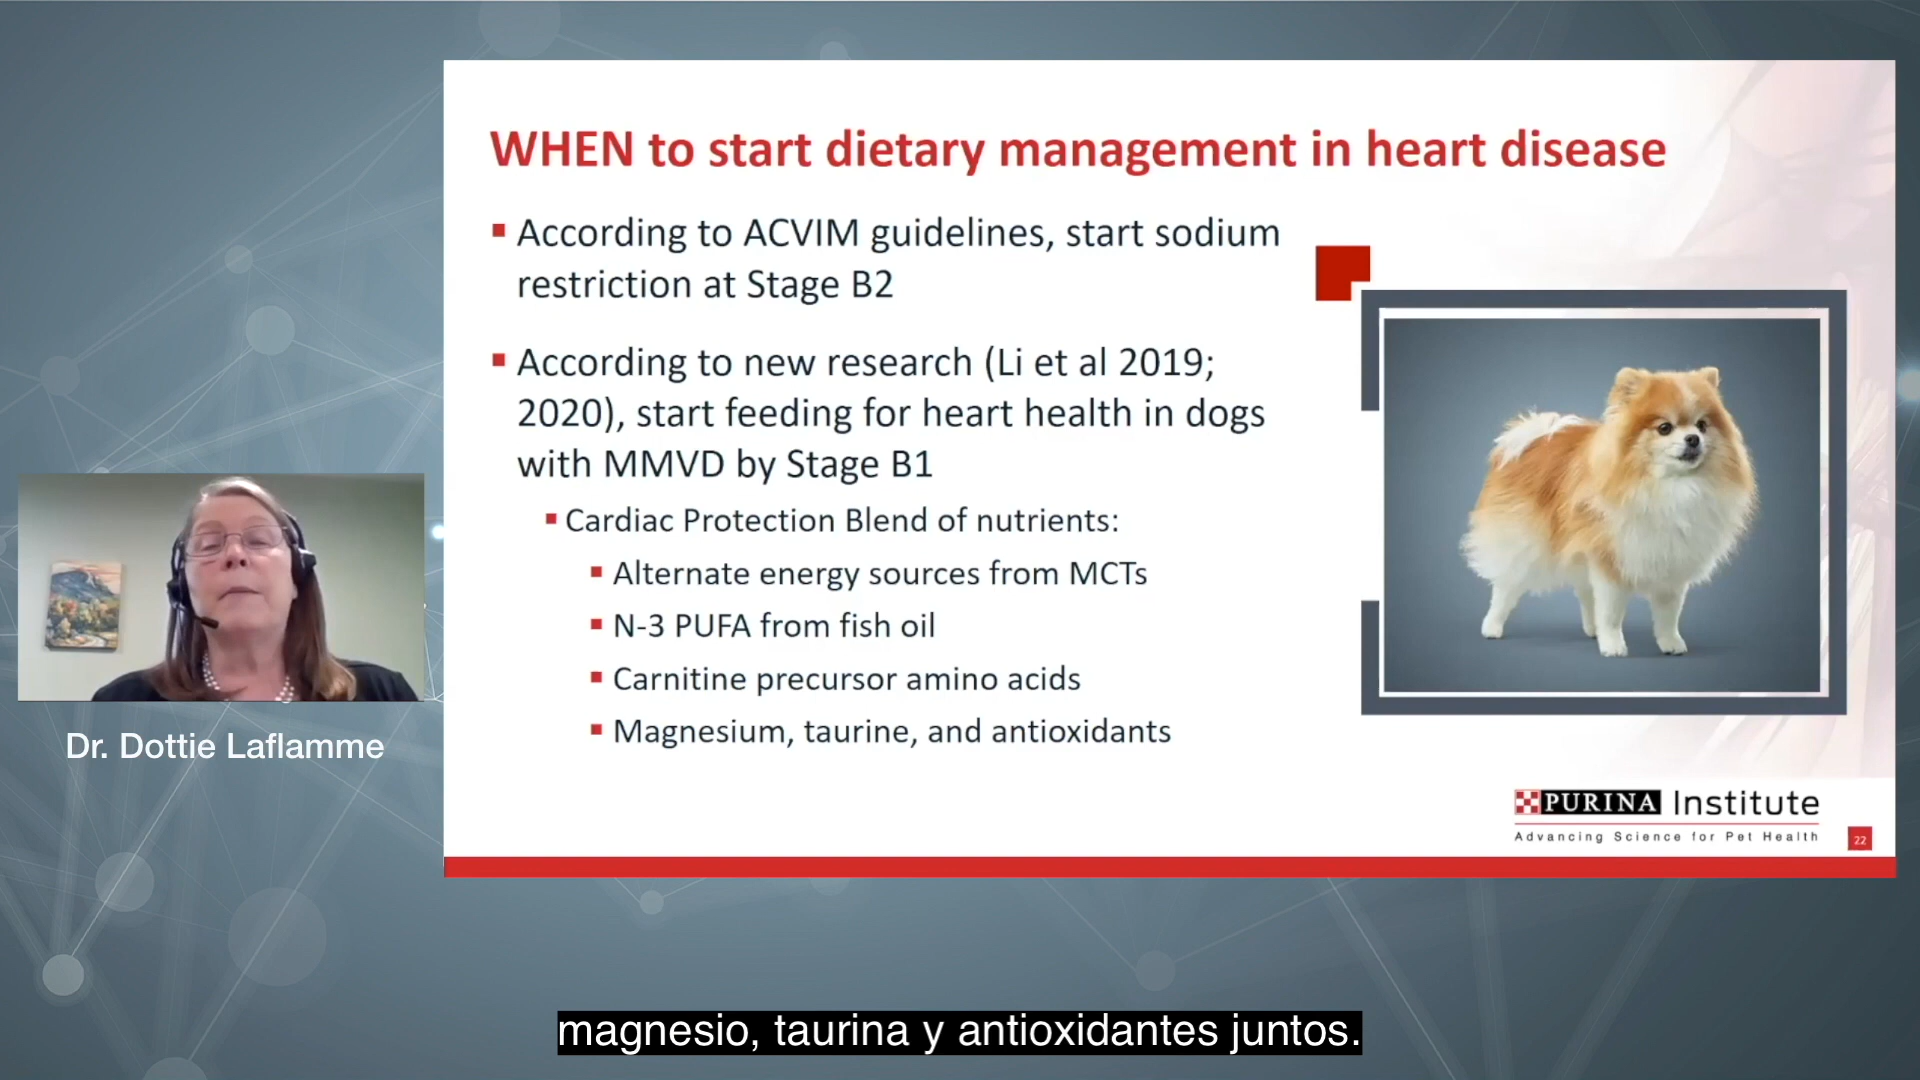 WHEN to start dietary management in heart disease
▪ According to ACVIM guidelines, start sodium
restriction at Stage B2
▪ According to new research (Li et al 2019;
2020), start feeding for heart health in dogs
with MMVD by Stage B1
▪ Cardiac Protection Blend of nutrients:
▪ Alternate energy sources from MCTs
▪ N-3 PUFA from fish oil
▪ Carnitine precursor amino acids
▪ Magnesium, taurine, and antioxidants
Dr. Dottie Laflamme
PURINA Institute
Advancing Science for Pet Health
22
magnesio, taurina y antioxidantes juntos.